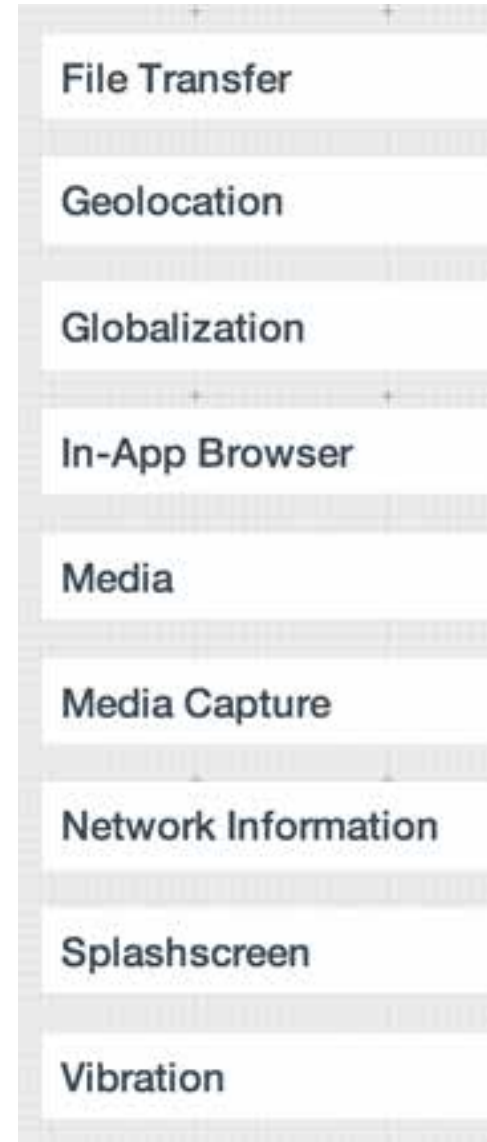 File Transfer
Geolocation
Globalization
In-App Browser
Media
Media Capture
Network Information
Splashscreen
Vibration